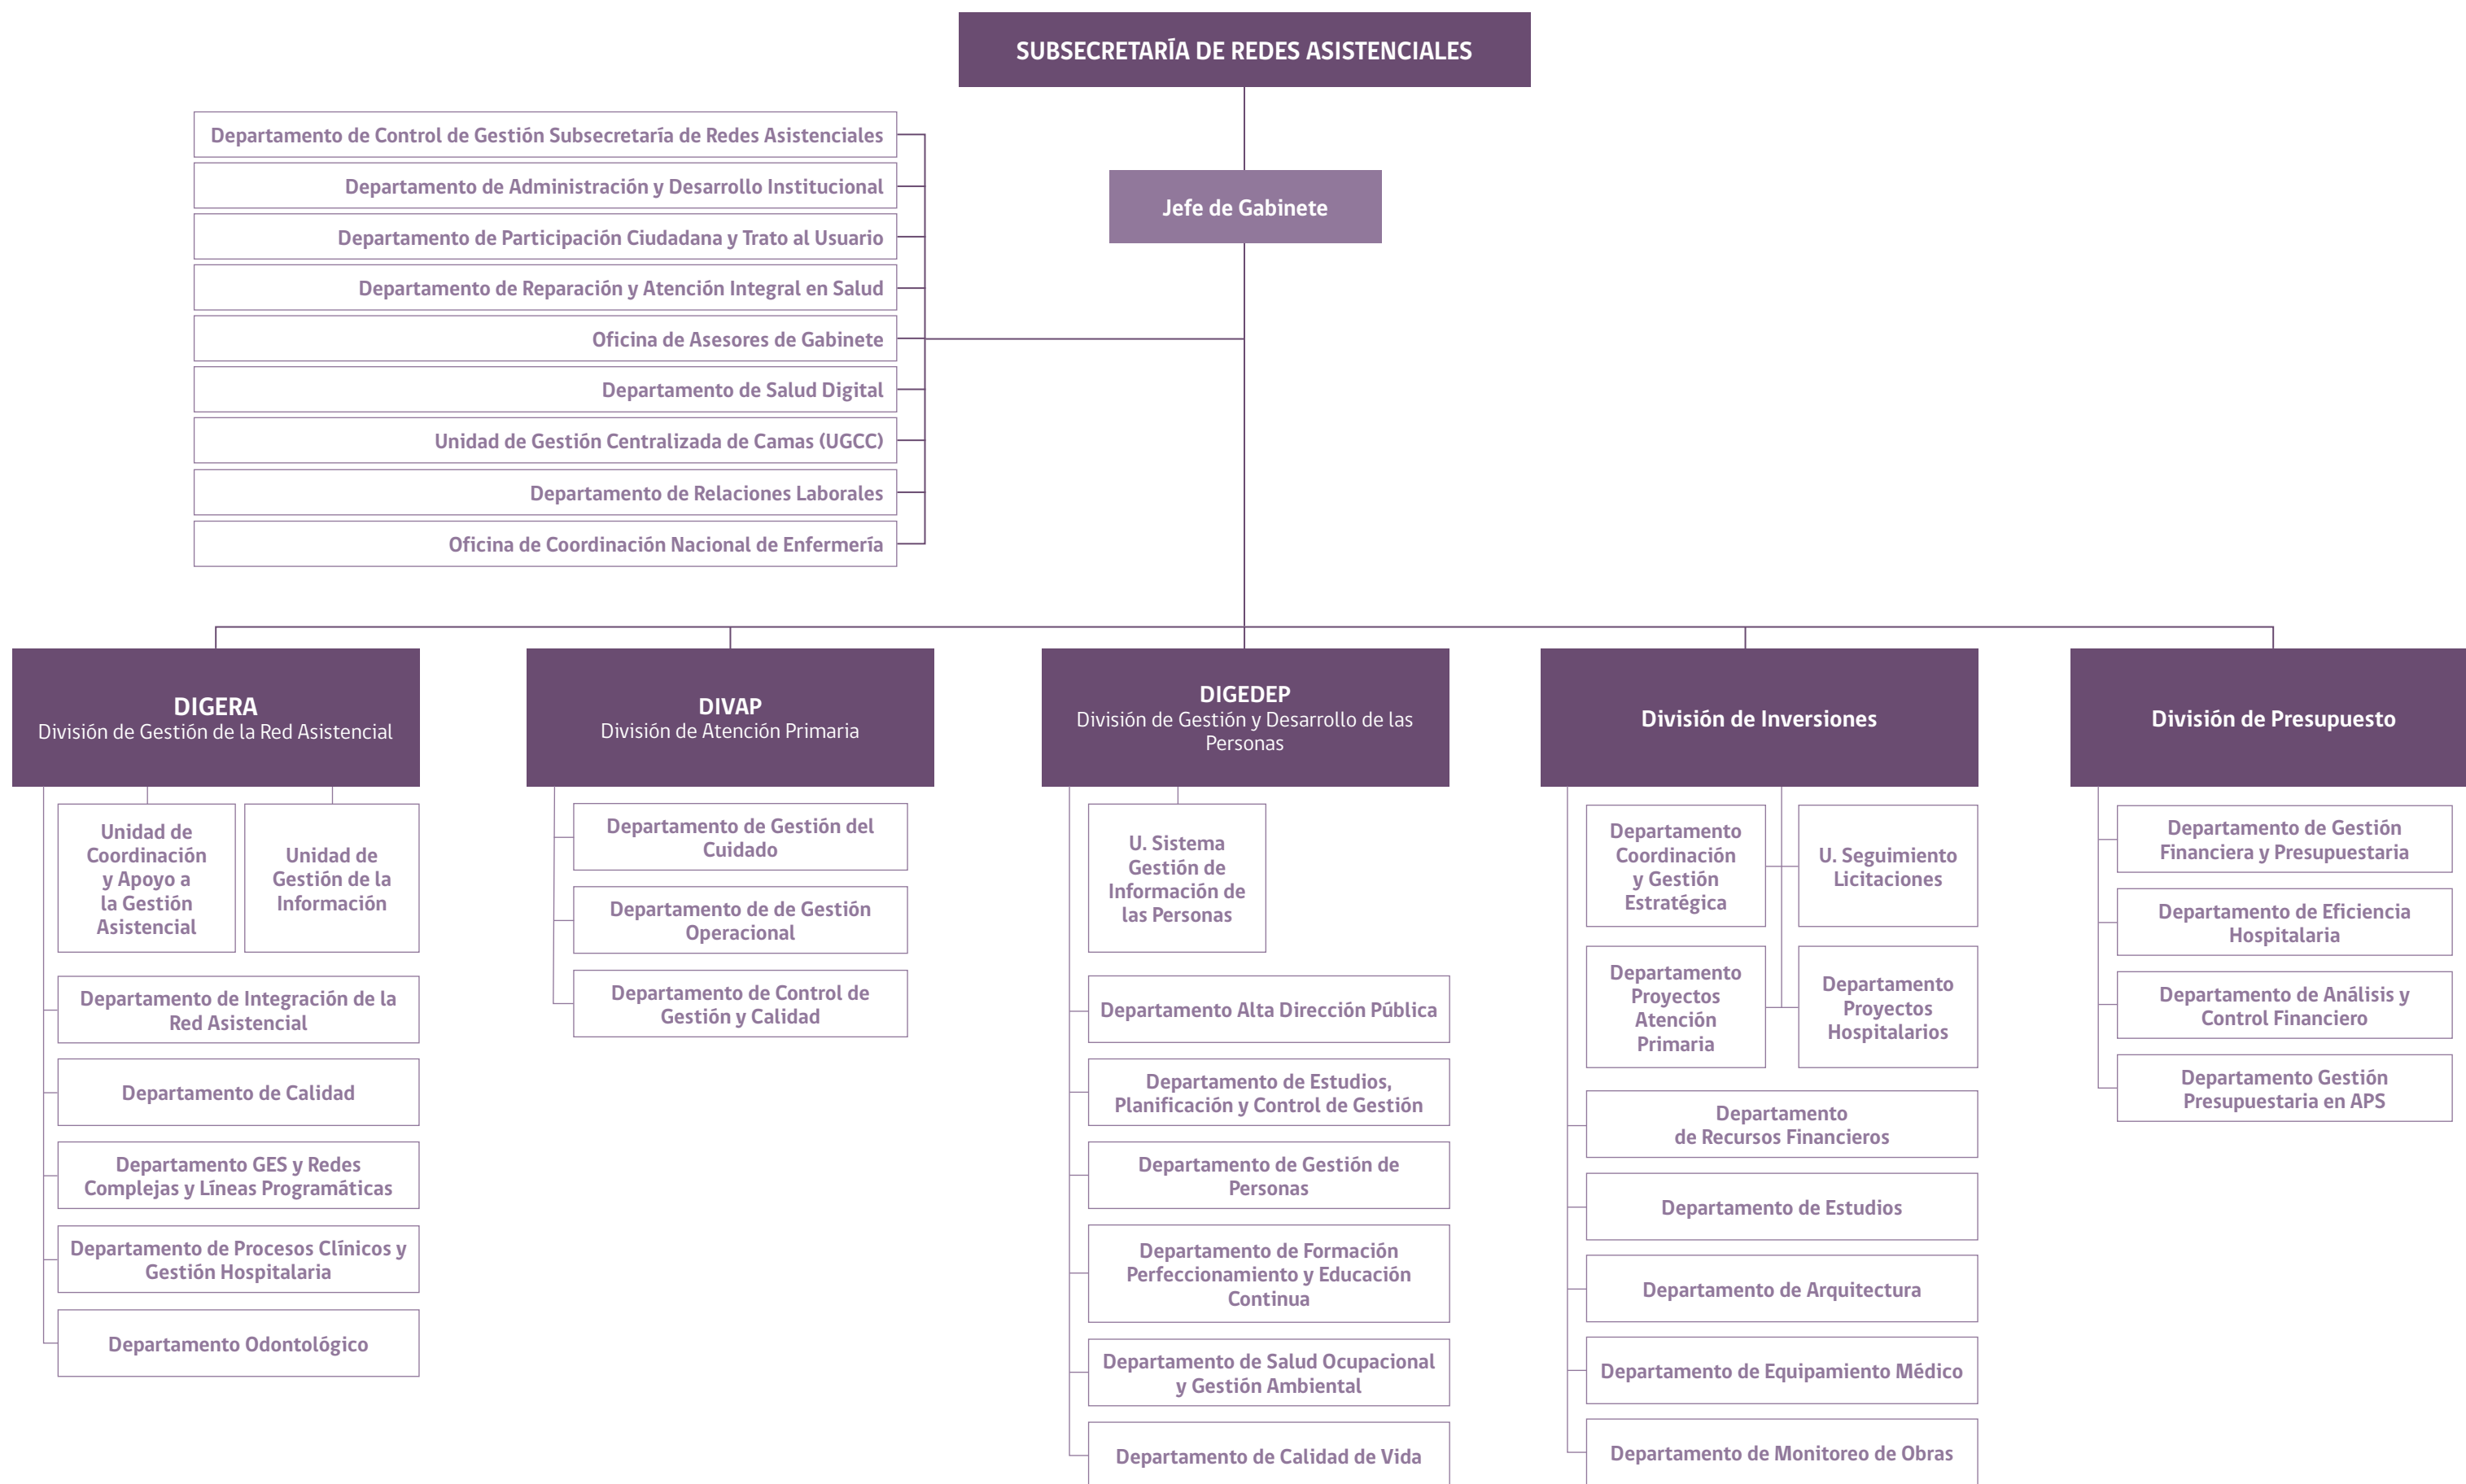 SUBSECRETARÍA DE REDES ASISTENCIALES
Jefe de Gabinete
Departamento de Control de Gestión Subsecretaría de Redes Asistenciales
Departamento de Administración y Desarrollo Institucional
Departamento de Participación Ciudadana y Trato al Usuario
Departamento de Reparación y Atención Integral en Salud
Oficina de Asesores de Gabinete
Departamento de Salud Digital
Unidad de Gestión Centralizada de Camas (UGCC)
Departamento de Relaciones Laborales
Oficina de Coordinación Nacional de Enfermería
DIGERA
División de Gestión de la Red Asistencial
Unidad de
Coordinación
y Apoyo a
la Gestión
Asistencial
Unidad de
Gestión de la
Información
Departamento de Integración de la
Red Asistencial
Departamento de Calidad
Departamento GES y Redes
Complejas y Líneas Programáticas
Departamento de Procesos Clínicos y
Gestión Hospitalaria
Departamento Odontológico
DIVAP
División de Atención Primaria
Departamento de Gestión del
Cuidado
Departamento de de Gestión
Operacional
Departamento de Control de
Gestión y Calidad
DIGEDEP
División de Gestión y Desarrollo de las
Personas
U. Sistema
Gestión de
Información de
las Personas
Departamento Alta Dirección Pública
Departamento de Estudios,
Planificación y Control de Gestión
Departamento de Gestión de
Personas
Departamento de Formación
Perfeccionamiento y Educación
Continua
Departamento de Salud Ocupacional
y Gestión Ambiental
Departamento de Calidad de Vida
División de Inversiones
Departamento
Coordinación
y Gestión
Estratégica
U. Seguimiento
Licitaciones
Departamento
Proyectos
Atención
Primaria
Departamento
Proyectos
Hospitalarios
Departamento
de Recursos Financieros
Departamento de Estudios
Departamento de Arquitectura
Departamento de Equipamiento Médico
Departamento de Monitoreo de Obras
División de Presupuesto
Departamento de Gestión
Financiera y Presupuestaria
Departamento de Eficiencia
Hospitalaria
Departamento de Análisis y
Control Financiero
Departamento Gestión
Presupuestaria en APS